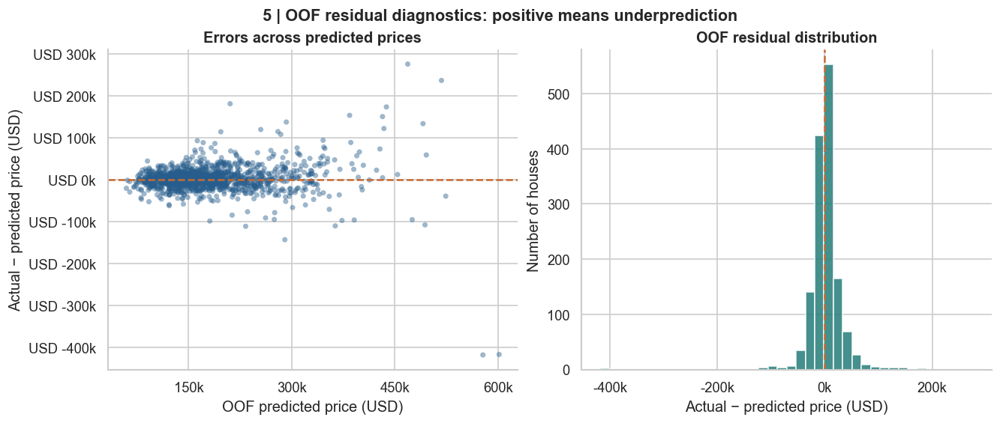 5 | OOF residual diagnostics: positive means underprediction
Errors across predicted prices
USD 300k
USD 200k
USD 100k
USD 0k
USD -100k
USD -200k
USD -300k
USD -400k
Actual − predicted price (USD)
150k
300k
450k
600k
OOF predicted price (USD)
OOF residual distribution
500
400
300
200
100
0
Number of houses
-400k
-200k
0k
200k
Actual − predicted price (USD)